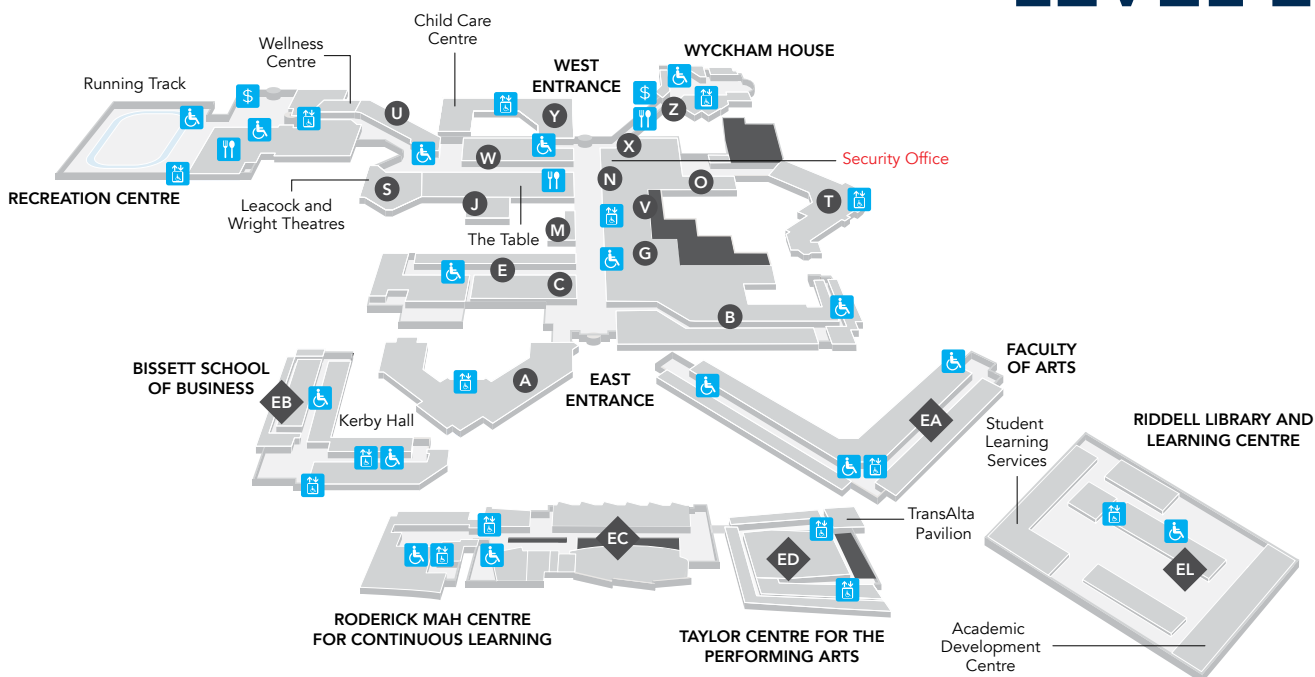 Child Care
Centre
Wellness
Centre
WYCKHAM HOUSE
WEST
ENTRANCE
Running Track
$
$
U
Y
Z
X
W
Security Office
RECREATION CENTRE
S
N
O
T
Leacock and
Wright Theatres
J
V
The Table
M
G
E
C
B
BISSETT SCHOOL
OF BUSINESS
A
EAST
ENTRANCE
FACULTY
OF ARTS
EB
Kerby Hall
EA
Student
Learning
Services
RIDDELL LIBRARY AND
LEARNING CENTRE
TransAlta
Pavilion
EC
ED
EL
RODERICK MAH CENTRE
FOR CONTINUOUS LEARNING
TAYLOR CENTRE FOR THE
PERFORMING ARTS
Academic
Development
Centre